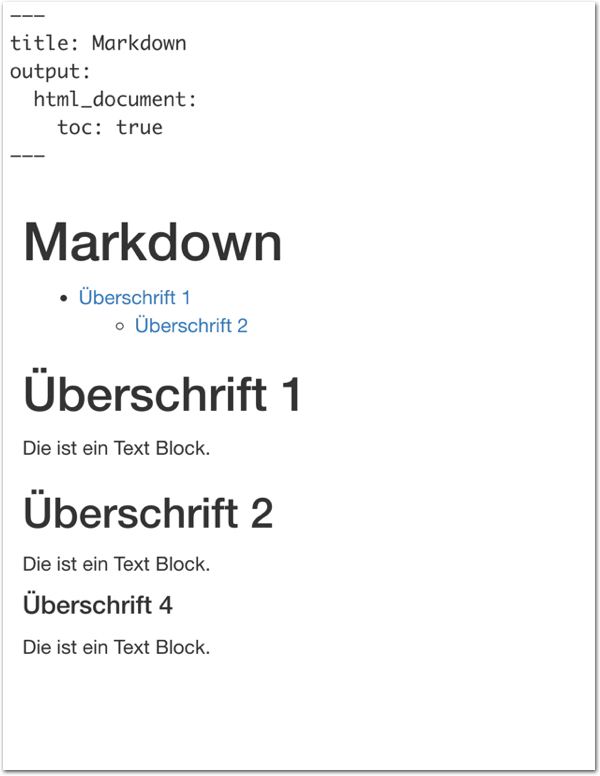 ---
title: Markdown
output:
  html_document:
    toc: true
---
Markdown
• Überschrift 1
◦ Überschrift 2
Überschrift 1
Die ist ein Text Block.
Überschrift 2
Die ist ein Text Block.
Überschrift 4
Die ist ein Text Block.